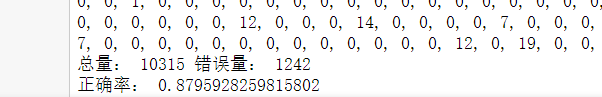 0, 0, 1, 0, 0, 0, 0, 0, 0, 0, 0, 0, 0, 0, 0, 0, 0, 0, 0, 0,
0, 0, 0, 0, 0, 0, 12, 0, 0, 0, 14, 0, 0, 0, 0, 7, 0, 0, 0,
7, 0, 0, 0, 0, 0, 0, 0, 0, 0, 0, 0, 0, 0, 12, 0, 19, 0, 0, 0
总量: 10315 错误量: 1242
正确率: 0.8795928259815802